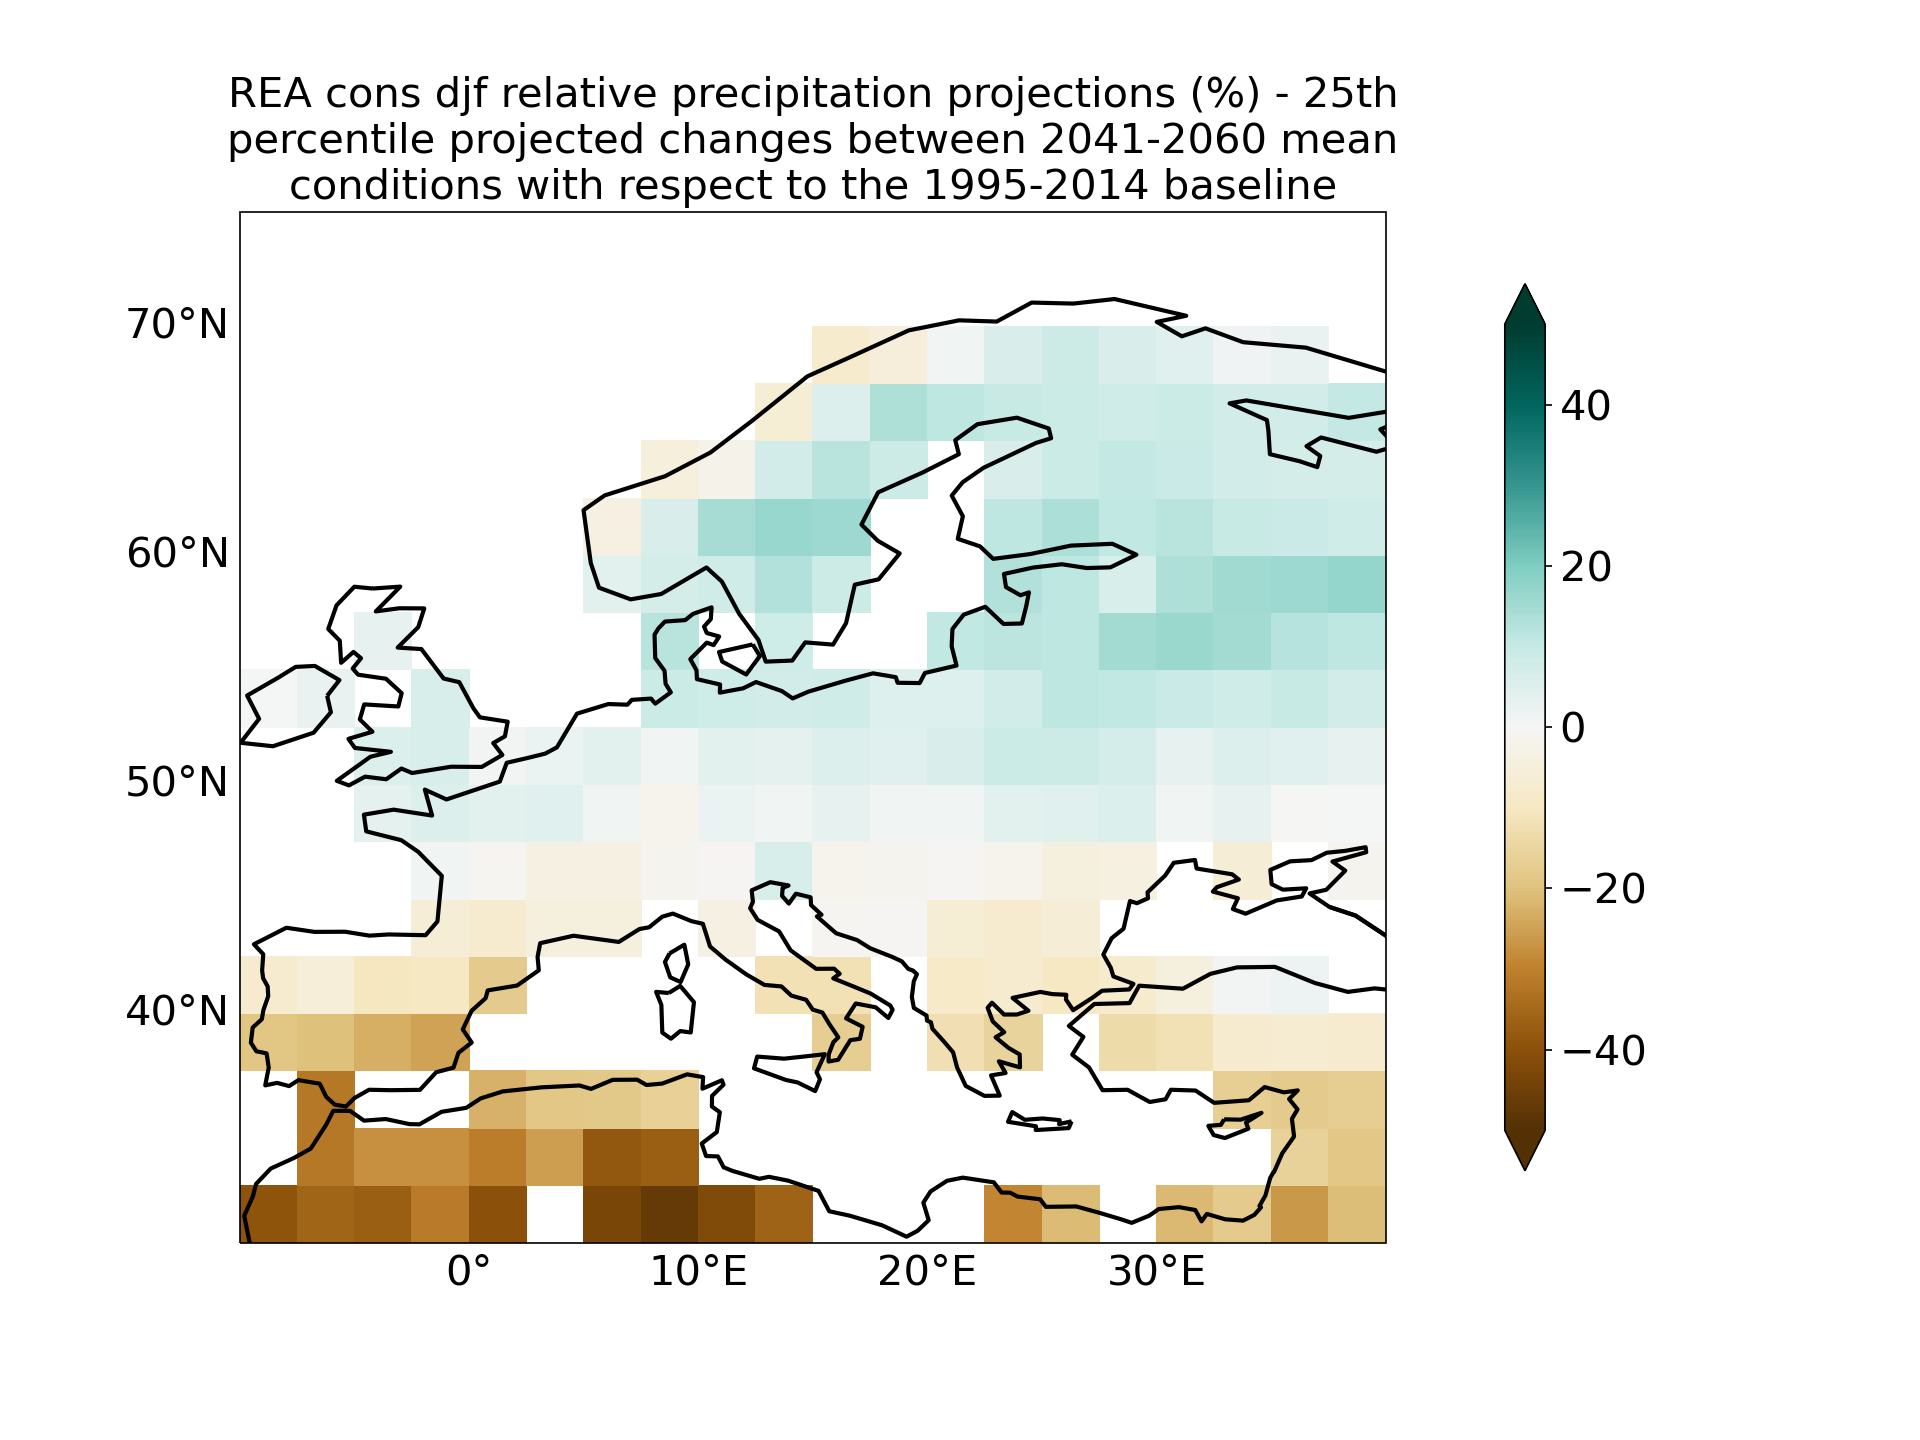 REA cons djf relative precipitation projections (%) - 25th
percentile projected changes between 2041-2060 mean
conditions with respect to the 1995-2014 baseline
70°N
60°N
50°N
40°N
0°
10°E
20°E
30°E
40
20
0
−20
−40